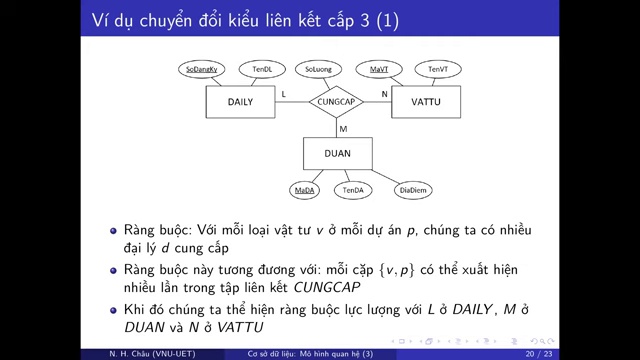 Ví dụ chuyển đổi kiểu liên kết cấp 3 (1)
SoDangKy TenDL SoLuong MaVT TenVT
DAILY L CUNGCAP N VATTU
M
DUAN
MaDA TenDA DiaDiem
Ràng buộc: Với mỗi loại vật tư v ở mỗi dự án p, chúng ta có nhiều
đại lý d cung cấp
Ràng buộc này tương đương với: mỗi cặp {v, p} có thể xuất hiện
nhiều lần trong tập liên kết CUNGCAP
Khi đó chúng ta thể hiện ràng buộc lực lượng với L ở DAILY, M ở
DUAN và N ở VATTU
N. H. Châu (VNU-UET) Cơ sở dữ liệu: Mô hình quan hệ (3) 20 / 23